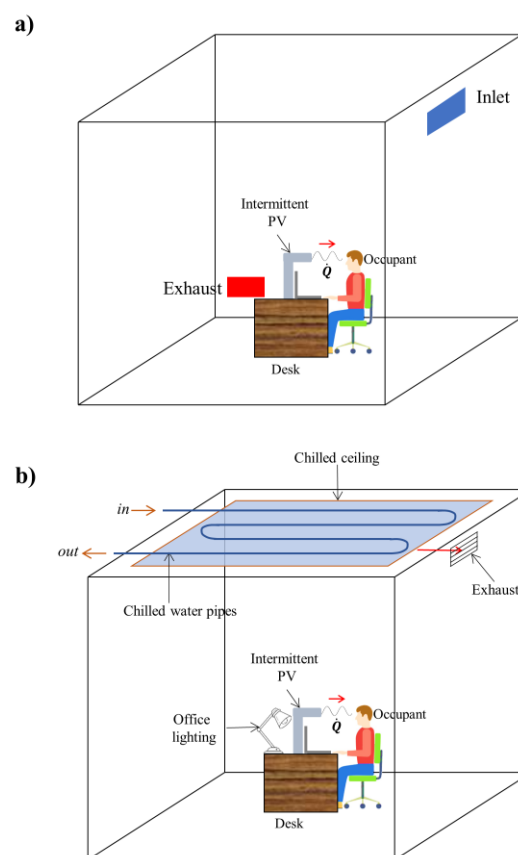 a)
Inlet
Intermittent
PV
Q̇
Occupant
Exhaust
Desk
b)
Chilled ceiling
in
out
Chilled water pipes
Exhaust
Intermittent
PV
Office
lighting
Q̇
Occupant
Desk